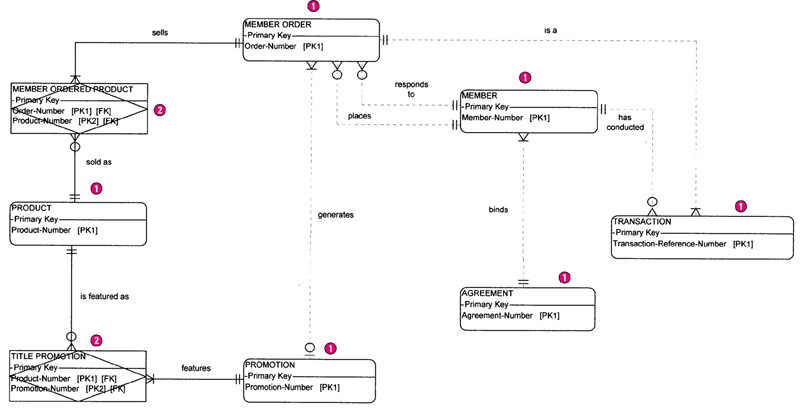 1
MEMBER ORDER
Primary Key
Order-Number [PK1]
sells
is a
MEMBER ORDERED PRODUCT
Primary Key
Order-Number [PK1] [FK]
Product-Number [PK2] [FK]
2
responds
to
places
1
MEMBER
Primary Key
Member-Number [PK1]
has
conducted
sold as
1
PRODUCT
Primary Key
Product-Number [PK1]
generates
binds
1
TRANSACTION
Primary Key
Transaction-Reference-Number [PK1]
is featured as
1
AGREEMENT
Primary Key
Agreement-Number [PK1]
2
TITLE PROMOTION
Primary Key
Product-Number [PK1] [FK]
Promotion-Number [PK2] [FK]
features
1
PROMOTION
Primary Key
Promotion-Number [PK1]